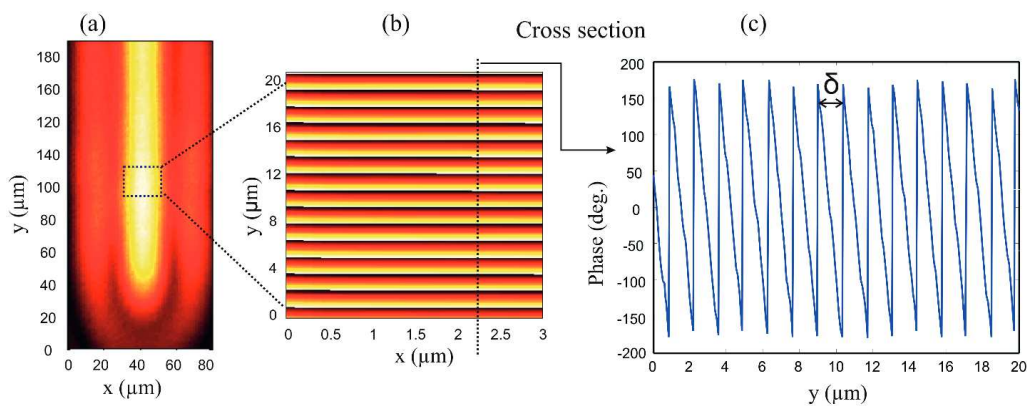 (a)
(b)
Cross section
(c)
y (µm)
180
160
140
120
100
80
60
40
20
0
0 20 40 60 80
x (µm)
y (µm)
20
16
12
8
4
0
0 0.5 1 1.5 2 2.5 3
x (µm)
Phase (deg.)
200
150
100
50
0
-50
-100
-150
-200
δ
0 2 4 6 8 10 12 14 16 18 20
y (µm)